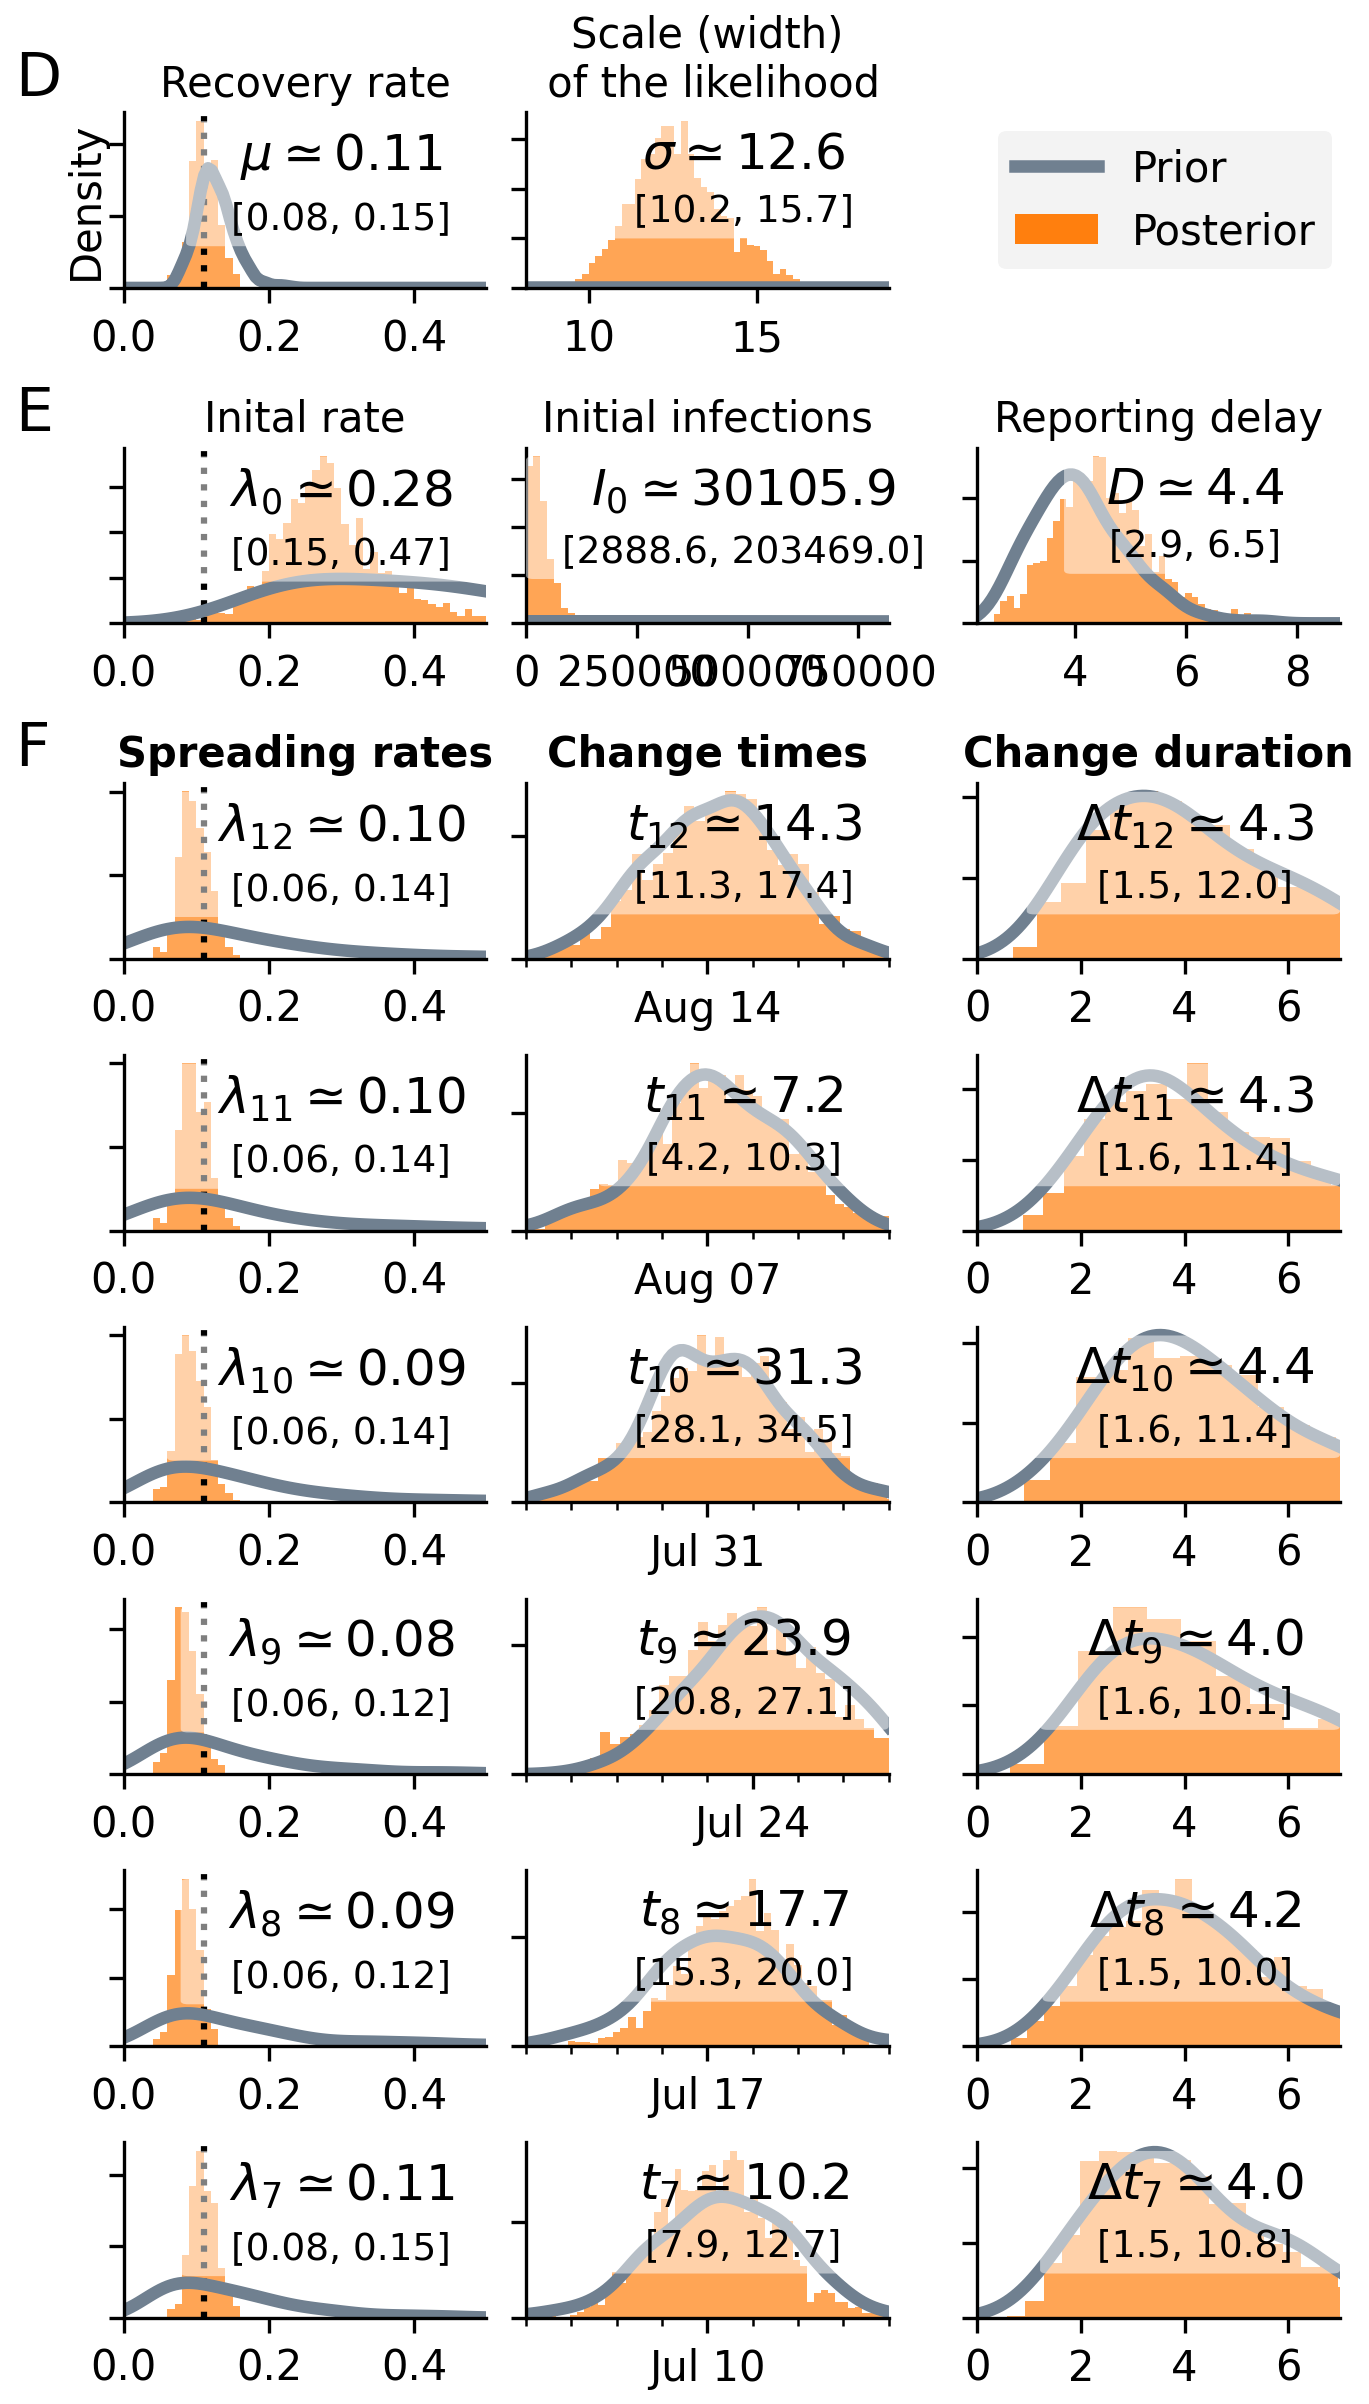 D
Recovery rate
Scale (width)
of the likelihood
Density
μ ≃ 0.11
[0.08, 0.15]
σ ≃ 12.6
[10.2, 15.7]
Prior
Posterior
0.0 0.2 0.4
10 15
E
Inital rate
Initial infections
Reporting delay
λ0 ≃ 0.28
[0.15, 0.47]
I0 ≃ 30105.9
[2888.6, 203469.0]
D ≃ 4.4
[2.9, 6.5]
0.0 0.2 0.4
0 250000 500000 750000
4 6 8
F
Spreading rates
Change times
Change duration
λ12 ≃ 0.10
[0.06, 0.14]
t12 ≃ 14.3
[11.3, 17.4]
Δt12 ≃ 4.3
[1.5, 12.0]
0.0 0.2 0.4
Aug 14
0 2 4 6
λ11 ≃ 0.10
[0.06, 0.14]
t11 ≃ 7.2
[4.2, 10.3]
Δt11 ≃ 4.3
[1.6, 11.4]
0.0 0.2 0.4
Aug 07
0 2 4 6
λ10 ≃ 0.09
[0.06, 0.14]
t10 ≃ 31.3
[28.1, 34.5]
Δt10 ≃ 4.4
[1.6, 11.4]
0.0 0.2 0.4
Jul 31
0 2 4 6
λ9 ≃ 0.08
[0.06, 0.12]
t9 ≃ 23.9
[20.8, 27.1]
Δt9 ≃ 4.0
[1.6, 10.1]
0.0 0.2 0.4
Jul 24
0 2 4 6
λ8 ≃ 0.09
[0.06, 0.12]
t8 ≃ 17.7
[15.3, 20.0]
Δt8 ≃ 4.2
[1.5, 10.0]
0.0 0.2 0.4
Jul 17
0 2 4 6
λ7 ≃ 0.11
[0.08, 0.15]
t7 ≃ 10.2
[7.9, 12.7]
Δt7 ≃ 4.0
[1.5, 10.8]
0.0 0.2 0.4
Jul 10
0 2 4 6